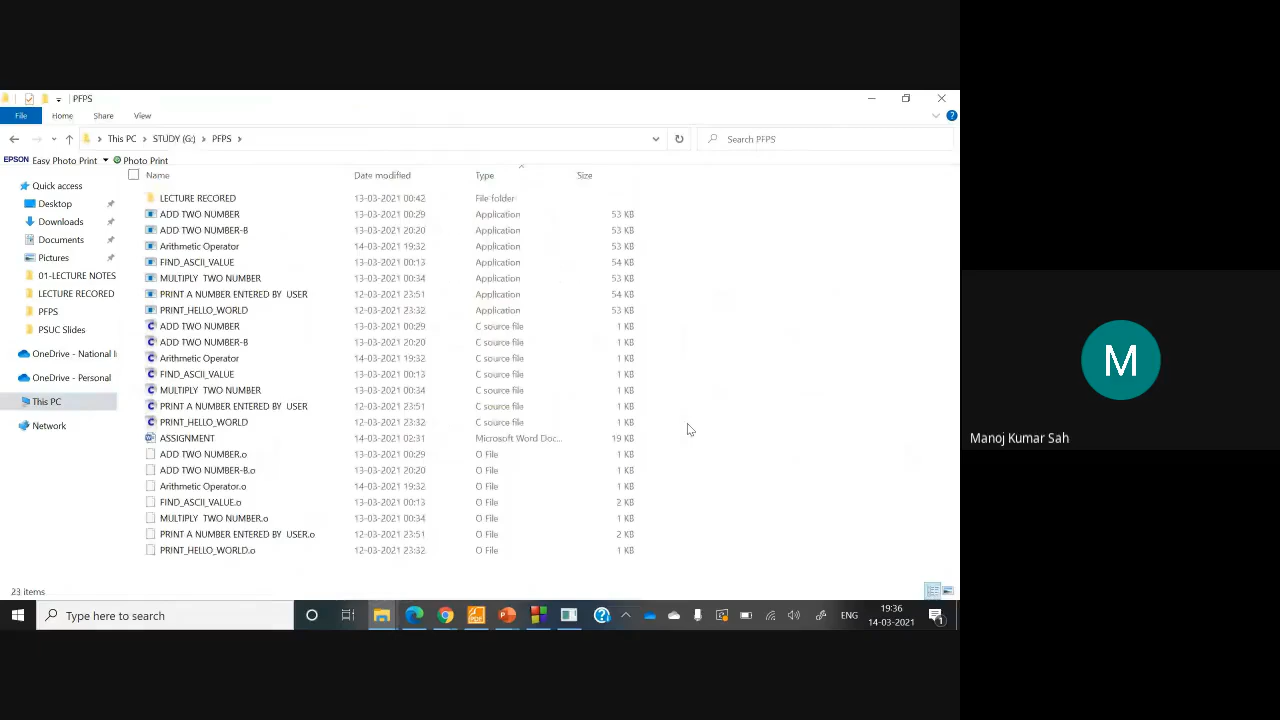 PFPS
File Home Share View
This PC STUDY (G:) PFPS Search PFPS
EPSON Easy Photo Print Photo Print
Name Date modified Type Size
Quick access
Desktop
Downloads
Documents
Pictures
01-LECTURE NOTES
LECTURE RECORED
PFPS
PSUC Slides
OneDrive - National I
OneDrive - Personal
This PC
Network
LECTURE RECORED 13-03-2021 00:42 File folder
ADD TWO NUMBER 13-03-2021 00:29 Application 53 KB
ADD TWO NUMBER-B 13-03-2021 20:20 Application 53 KB
Arithmetic Operator 14-03-2021 19:32 Application 53 KB
FIND_ASCII_VALUE 13-03-2021 00:13 Application 54 KB
MULTIPLY TWO NUMBER 13-03-2021 00:34 Application 53 KB
PRINT A NUMBER ENTERED BY USER 12-03-2021 23:51 Application 54 KB
PRINT_HELLO_WORLD 12-03-2021 23:32 Application 53 KB
ADD TWO NUMBER 13-03-2021 00:29 C source file 1 KB
ADD TWO NUMBER-B 13-03-2021 20:20 C source file 1 KB
Arithmetic Operator 14-03-2021 19:32 C source file 1 KB
FIND_ASCII_VALUE 13-03-2021 00:13 C source file 1 KB
MULTIPLY TWO NUMBER 13-03-2021 00:34 C source file 1 KB
PRINT A NUMBER ENTERED BY USER 12-03-2021 23:51 C source file 1 KB
PRINT_HELLO_WORLD 12-03-2021 23:32 C source file 1 KB
ASSIGNMENT 14-03-2021 02:31 Microsoft Word Doc... 19 KB
ADD TWO NUMBER.o 13-03-2021 00:29 O File 1 KB
ADD TWO NUMBER-B.o 13-03-2021 20:20 O File 1 KB
Arithmetic Operator.o 14-03-2021 19:32 O File 1 KB
FIND_ASCII_VALUE.o 13-03-2021 00:13 O File 2 KB
MULTIPLY TWO NUMBER.o 13-03-2021 00:34 O File 1 KB
PRINT A NUMBER ENTERED BY USER.o 12-03-2021 23:51 O File 2 KB
PRINT_HELLO_WORLD.o 12-03-2021 23:32 O File 1 KB
23 items
Type here to search ENG 19:36
14-03-2021
M
Manoj Kumar Sah